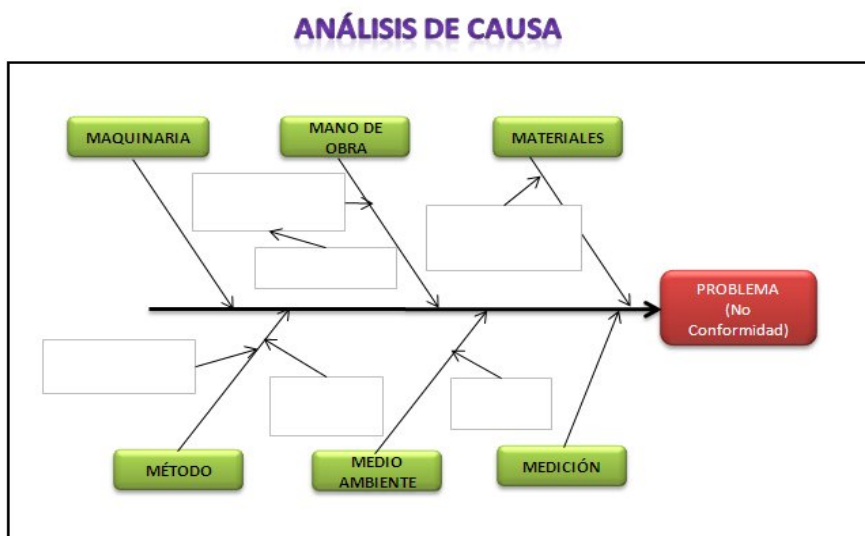 ANÁLISIS DE CAUSA
MAQUINARIA
MANO DE
OBRA
MATERIALES
PROBLEMA
(No
Conformidad)
MÉTODO
MEDIO
AMBIENTE
MEDICIÓN